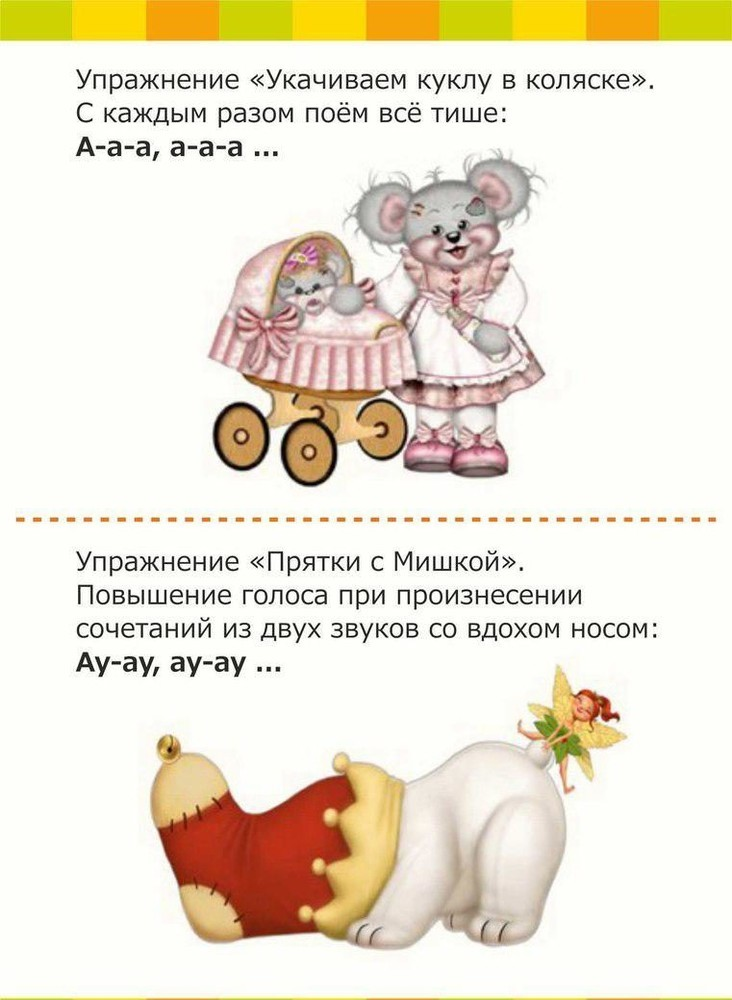 Упражнение «Укачиваем куклу в коляске».
С каждым разом поём всё тише:
А-а-а, а-а-а ...
Упражнение «Прятки с Мишкой».
Повышение голоса при произнесении
сочетаний из двух звуков со вдохом носом:
Ау-ау, ау-ау ...